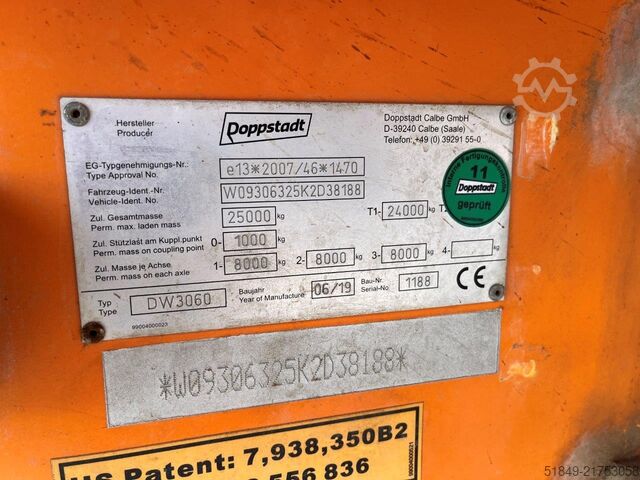 Hersteller
Producer
Doppstadt
Doppstadt Calbe GmbH
D-39240 Calbe (Saale)
Telefon:+49 (0) 39291 55-0
EG-Typgenehmigungs-Nr.:
Type Approval No.
e13*2007/46*1470
Fahrzeug-Ident.-Nr.:
Vehicle-Ident. No.
W09306325K2D38188
Zul. Gesamtmasse
Perm. max. laden mass
25000 kg
T1- 24000 kg
Zul. Stützlast am Kuppl.punkt
Perm. mass on coupling point
0- 1000 kg
Zul. Masse je Achse
Perm. mass on each axle
1- 8000 kg 2- 8000 kg 3- 8000 kg 4- kg
Typ
Type
DW3060
Baujahr
Year of Manufacture
06/19
Bau-Nr
Serial-No
1188
CE
99004000023
Interne Fertigungskontrolle
11
Doppstadt
geprüft
*W09306325K2D38188*
US Patent: 7,938,350B2
556 836
51849-21753058